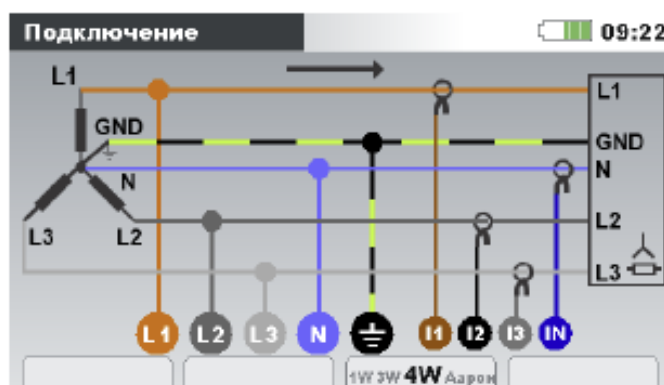 Подключение 09:22
L1 L1
GND GND
N N
L3 L2 L2
L3
L1 L2 L3 N I1 I2 I3 IN
1W 3W 4W Аарон